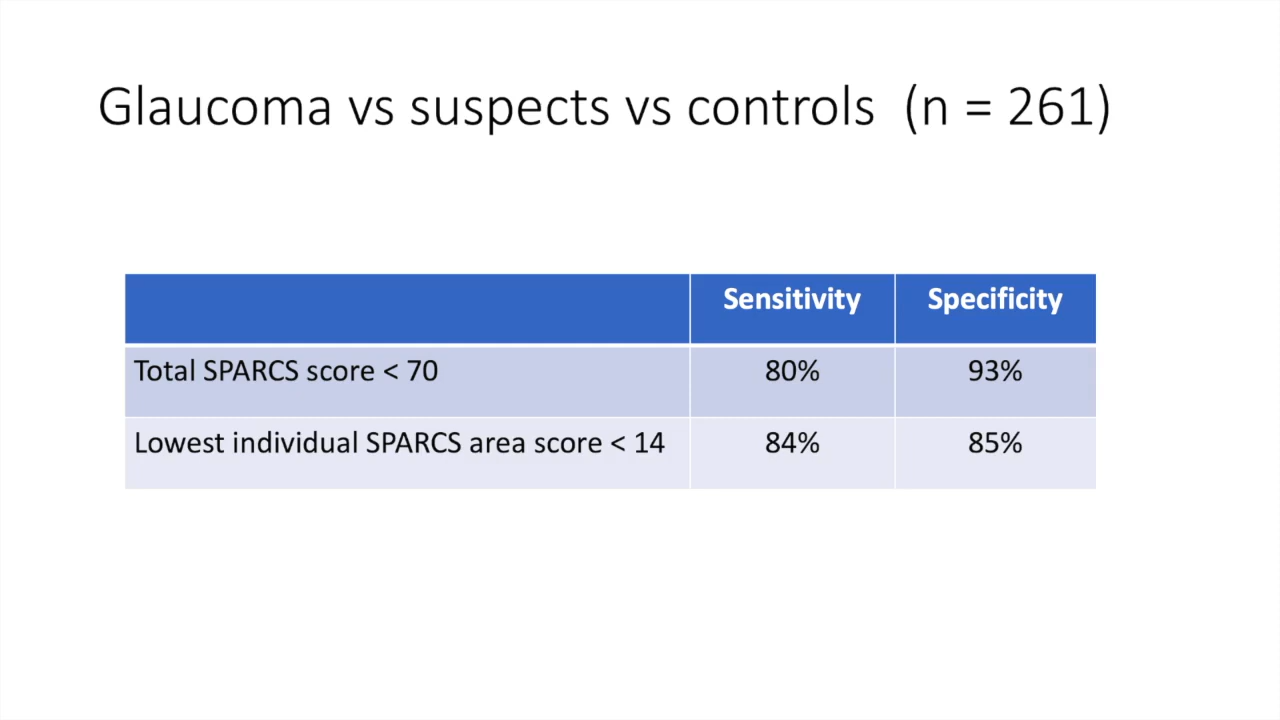 Glaucoma vs suspects vs controls (n = 261)
Sensitivity Specificity
Total SPARCS score < 70 80% 93%
Lowest individual SPARCS area score < 14 84% 85%